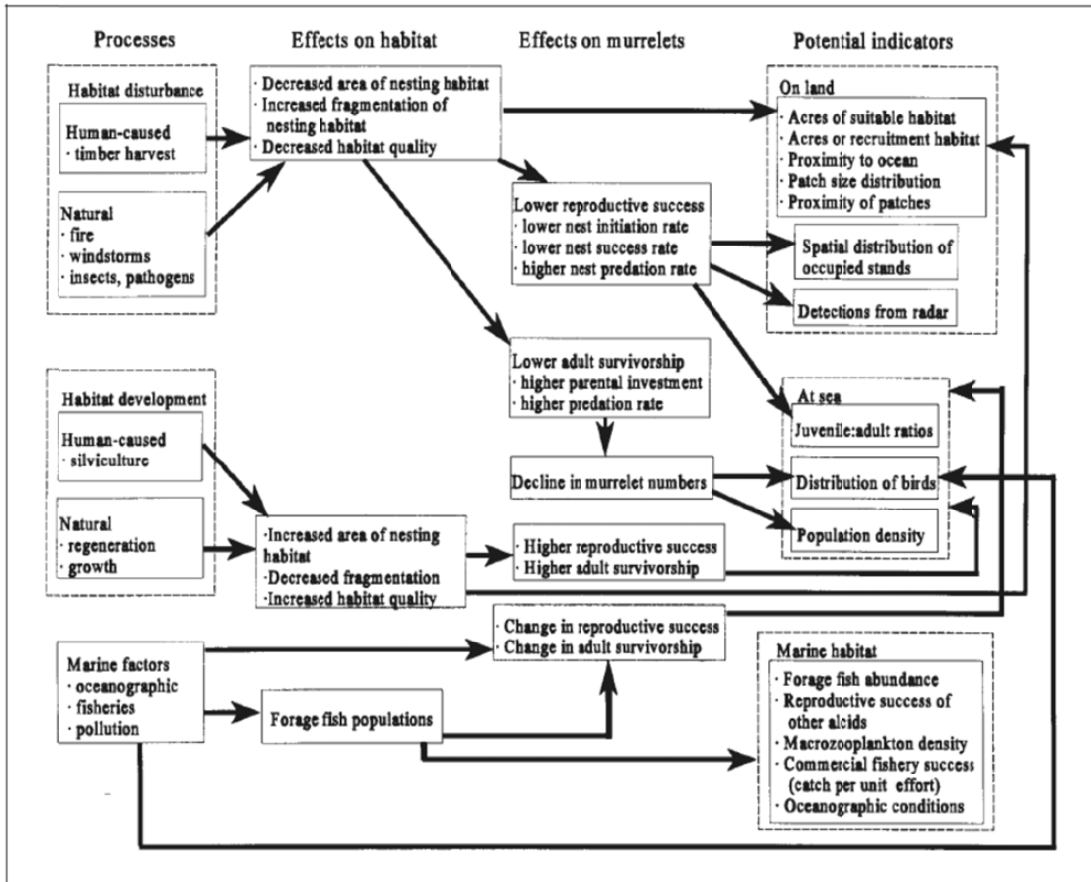 Processes
Effects on habitat
Effects on murrelets
Potential indicators
Habitat disturbance
Human-caused
· timber harvest
Natural
· fire
· windstorms
· insects, pathogens
· Decreased area of nesting habitat
· Increased fragmentation of
nesting habitat
· Decreased habitat quality
Lower reproductive success
· lower nest initiation rate
· lower nest success rate
· higher nest predation rate
On land
· Acres of suitable habitat
· Acres or recruitment habitat
· Proximity to ocean
· Patch size distribution
· Proximity of patches
Spatial distribution of
occupied stands
Detections from radar
Lower adult survivorship
· higher parental investment
· higher predation rate
Habitat development
Human-caused
· silviculture
Natural
· regeneration
· growth
Decline in murrelet numbers
At sea
Juvenile:adult ratios
Distribution of birds
Population density
·Increased area of nesting
habitat
·Decreased fragmentation
·Increased habitat quality
· Higher reproductive success
· Higher adult survivorship
· Change in reproductive success
· Change in adult survivorship
Marine factors
· oceanographic
· fisheries
· pollution
Forage fish populations
Marine habitat
· Forage fish abundance
· Reproductive success of
other alcids
· Macrozooplankton density
· Commercial fishery success
(catch per unit effort)
· Oceanographic conditions